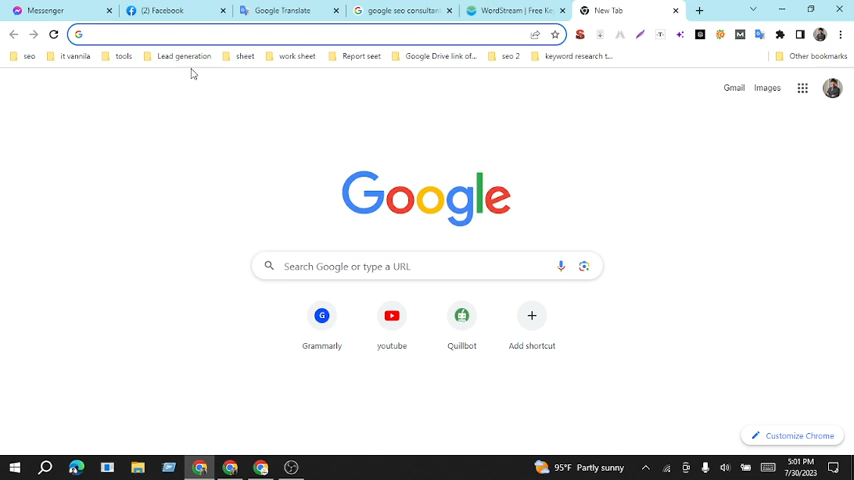 Messenger (2) Facebook Google Translate google seo consultan WordStream | Free Ke New Tab
seo it vannila tools Lead generation sheet work sheet Report seet Google Drive link of... seo 2 keyword research t... Other bookmarks
Gmail Images
Google
Search Google or type a URL
G
Grammarly youtube Quillbot Add shortcut
Customize Chrome
95°F Partly sunny 5:01 PM
7/30/2023